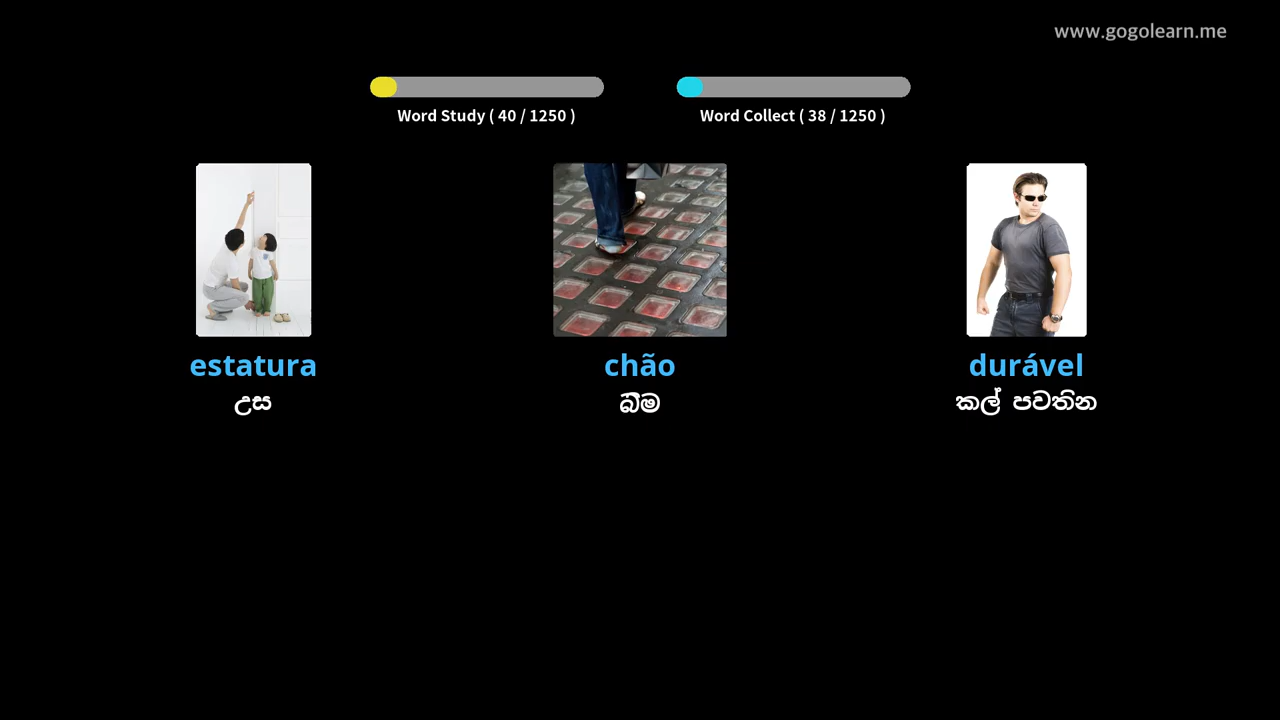 www.gogolearn.me
Word Study ( 40 / 1250 )
Word Collect ( 38 / 1250 )
estatura
chão
durável
උස
බිම
කල් පවතින